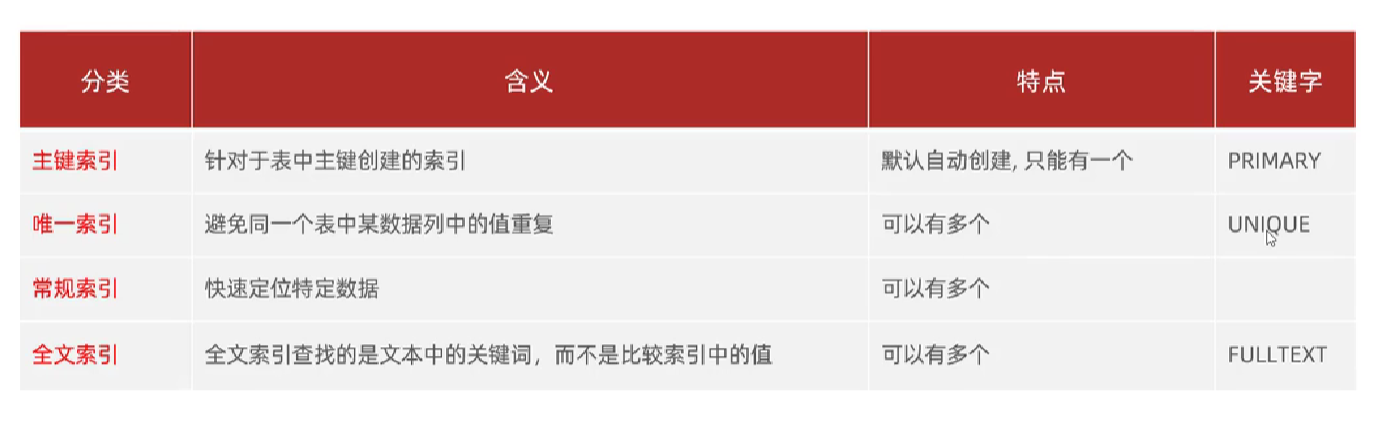 分类 含义 特点 关键字
主键索引 针对于表中主键创建的索引 默认自动创建, 只能有一个 PRIMARY
唯一索引 避免同一个表中某数据列中的值重复 可以有多个 UNIQUE
常规索引 快速定位特定数据 可以有多个
全文索引 全文索引查找的是文本中的关键词，而不是比较索引中的值 可以有多个 FULLTEXT